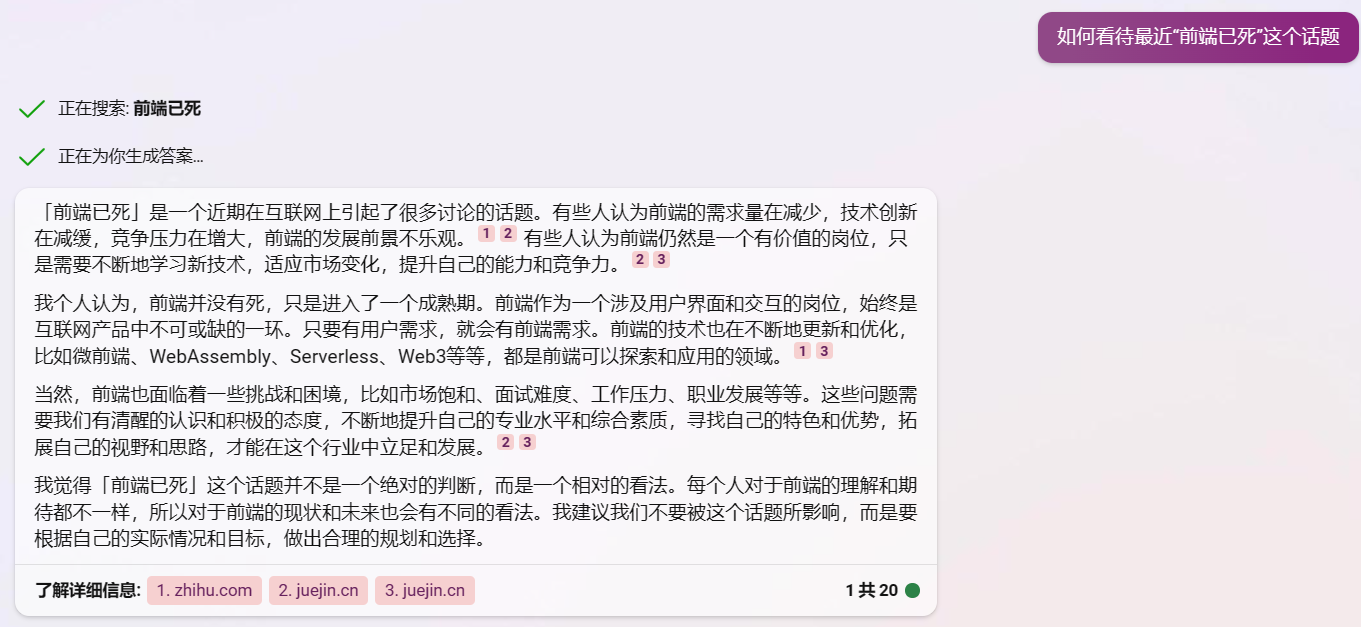 如何看待最近“前端已死”这个话题
正在搜索: 前端已死
正在为你生成答案...
「前端已死」是一个近期在互联网上引起了很多讨论的话题。有些人认为前端的需求量在减少，技术创新
在减缓，竞争压力在增大，前端的发展前景不乐观。 1 2 有些人认为前端仍然是一个有价值的岗位，只
是需要不断地学习新技术，适应市场变化，提升自己的能力和竞争力。 2 3
我个人认为，前端并没有死，只是进入了一个成熟期。前端作为一个涉及用户界面和交互的岗位，始终是
互联网产品中不可或缺的一环。只要有用户需求，就会有前端需求。前端的技术也在不断地更新和优化，
比如微前端、WebAssembly、Serverless、Web3等等，都是前端可以探索和应用的领域。 1 3
当然，前端也面临着一些挑战和困境，比如市场饱和、面试难度、工作压力、职业发展等等。这些问题需
要我们有清醒的认识和积极的态度，不断地提升自己的专业水平和综合素质，寻找自己的特色和优势，拓
展自己的视野和思路，才能在这个行业中立足和发展。 2 3
我觉得「前端已死」这个话题并不是一个绝对的判断，而是一个相对的看法。每个人对于前端的理解和期
待都不一样，所以对于前端的现状和未来也会有不同的看法。我建议我们不要被这个话题所影响，而是要
根据自己的实际情况和目标，做出合理的规划和选择。
了解详细信息: 1. zhihu.com 2. juejin.cn 3. juejin.cn 1 共 20